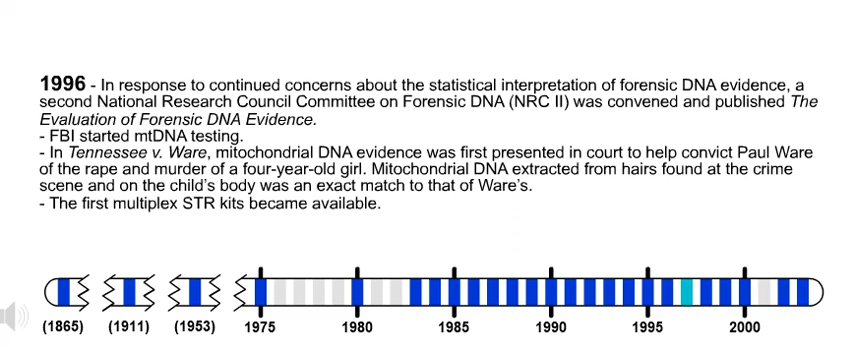 1996 - In response to continued concerns about the statistical interpretation of forensic DNA evidence, a
second National Research Council Committee on Forensic DNA (NRC II) was convened and published The
Evaluation of Forensic DNA Evidence.
- FBI started mtDNA testing.
- In Tennessee v. Ware, mitochondrial DNA evidence was first presented in court to help convict Paul Ware
of the rape and murder of a four-year-old girl. Mitochondrial DNA extracted from hairs found at the crime
scene and on the child's body was an exact match to that of Ware's.
- The first multiplex STR kits became available.
(1865) (1911) (1953) 1975 1980 1985 1990 1995 2000